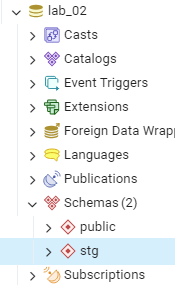 lab_02
Casts
Catalogs
Event Triggers
Extensions
Foreign Data Wrapp
Languages
Publications
Schemas (2)
public
stg
Subscriptions